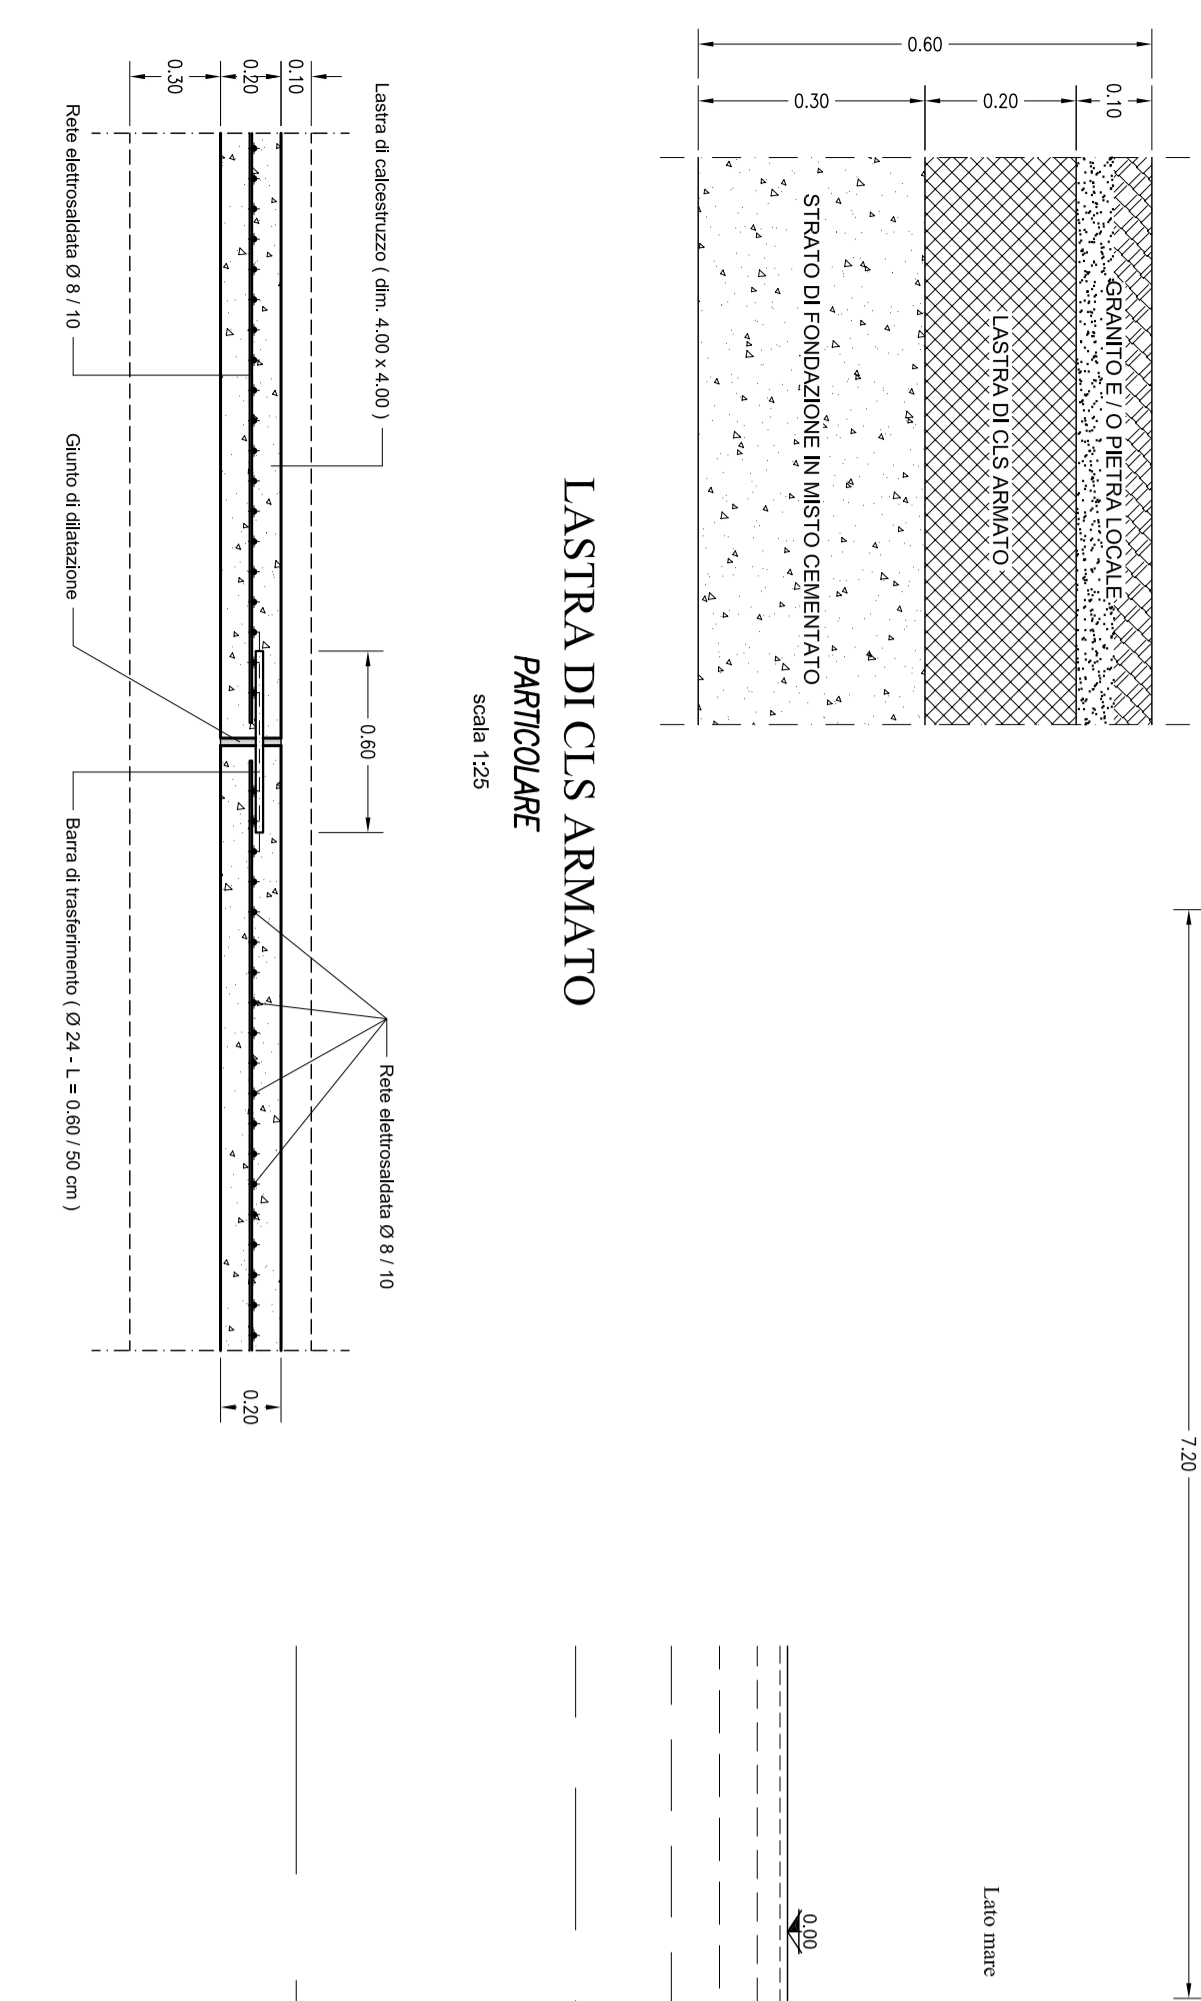 0.60
0.30
0.20
0.10
GRANITO E / O PIETRA LOCALE
LASTRA DI CLS ARMATO
STRATO DI FONDAZIONE IN MISTO CEMENTATO
7.20
LASTRA DI CLS ARMATO
PARTICOLARE
scala 1:25
Lastra di calcestruzzo ( dim. 4.00 x 4.00 )
0.60
Rete elettrosaldata Ø 8 / 10
0.10
0.20
0.30
0.20
Rete elettrosaldata Ø 8 / 10
Giunto di dilatazione
Barra di trasferimento ( Ø 24 - L = 0.60 / 50 cm )
Lato mare
0.00